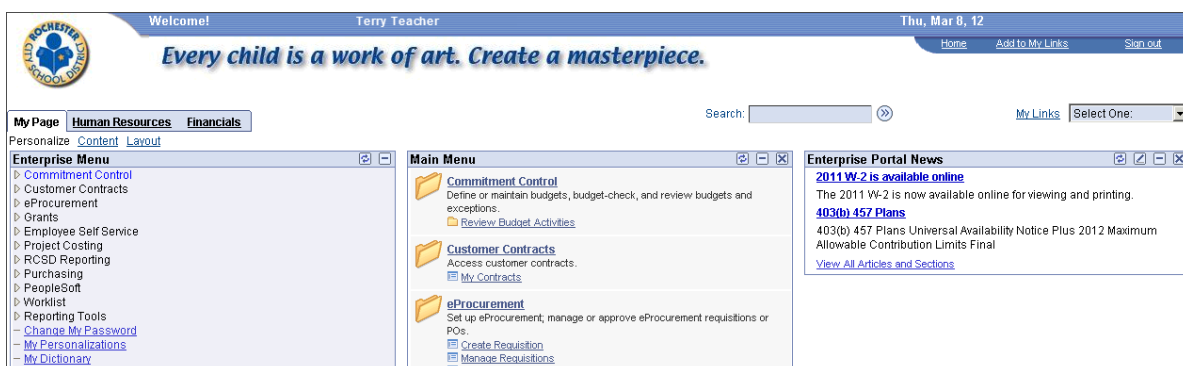 ROCHESTER
CITY SCHOOL DISTRICT
Welcome! Terry Teacher Thu, Mar 8, 12
Home Add to My Links Sign out
Every child is a work of art. Create a masterpiece.
My Page Human Resources Financials
Search:
My Links Select One:
Personalize Content Layout
Enterprise Menu
Commitment Control
Customer Contracts
eProcurement
Grants
Employee Self Service
Project Costing
RCSD Reporting
Purchasing
PeopleSoft
Worklist
Reporting Tools
Change My Password
My Personalizations
My Dictionary
Main Menu
Commitment Control
Define or maintain budgets, budget-check, and review budgets and
exceptions.
Review Budget Activities
Customer Contracts
Access customer contracts.
My Contracts
eProcurement
Set up eProcurement; manage or approve eProcurement requisitions or
POs.
Create Requisition
Manage Requisitions
Enterprise Portal News
2011 W-2 is available online
The 2011 W-2 is now available online for viewing and printing.
403(b) 457 Plans
403(b) 457 Plans Universal Availability Notice Plus 2012 Maximum
Allowable Contribution Limits Final
View All Articles and Sections